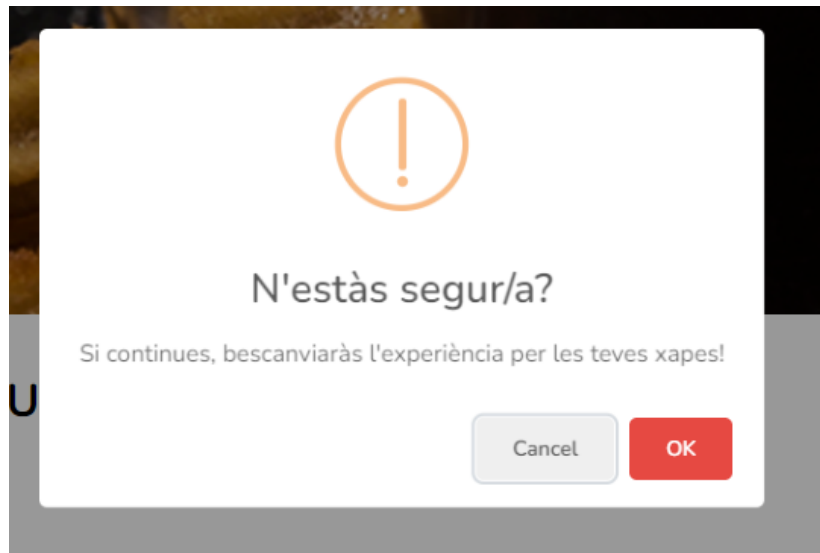 N'estàs segur/a?
Si continues, bescanviaràs l'experiència per les teves xapes!
U
Cancel OK